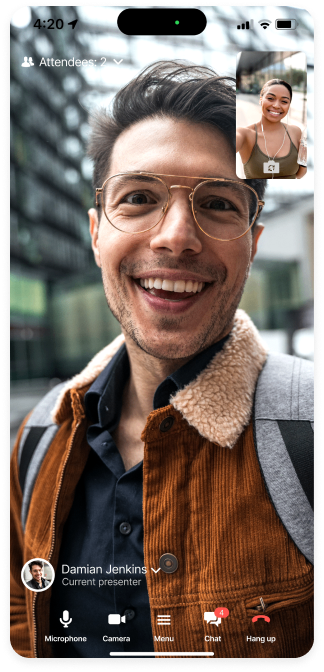 4:20
Attendees: 2
Damian Jenkins
Current presenter
4
Microphone Camera Menu Chat Hang up